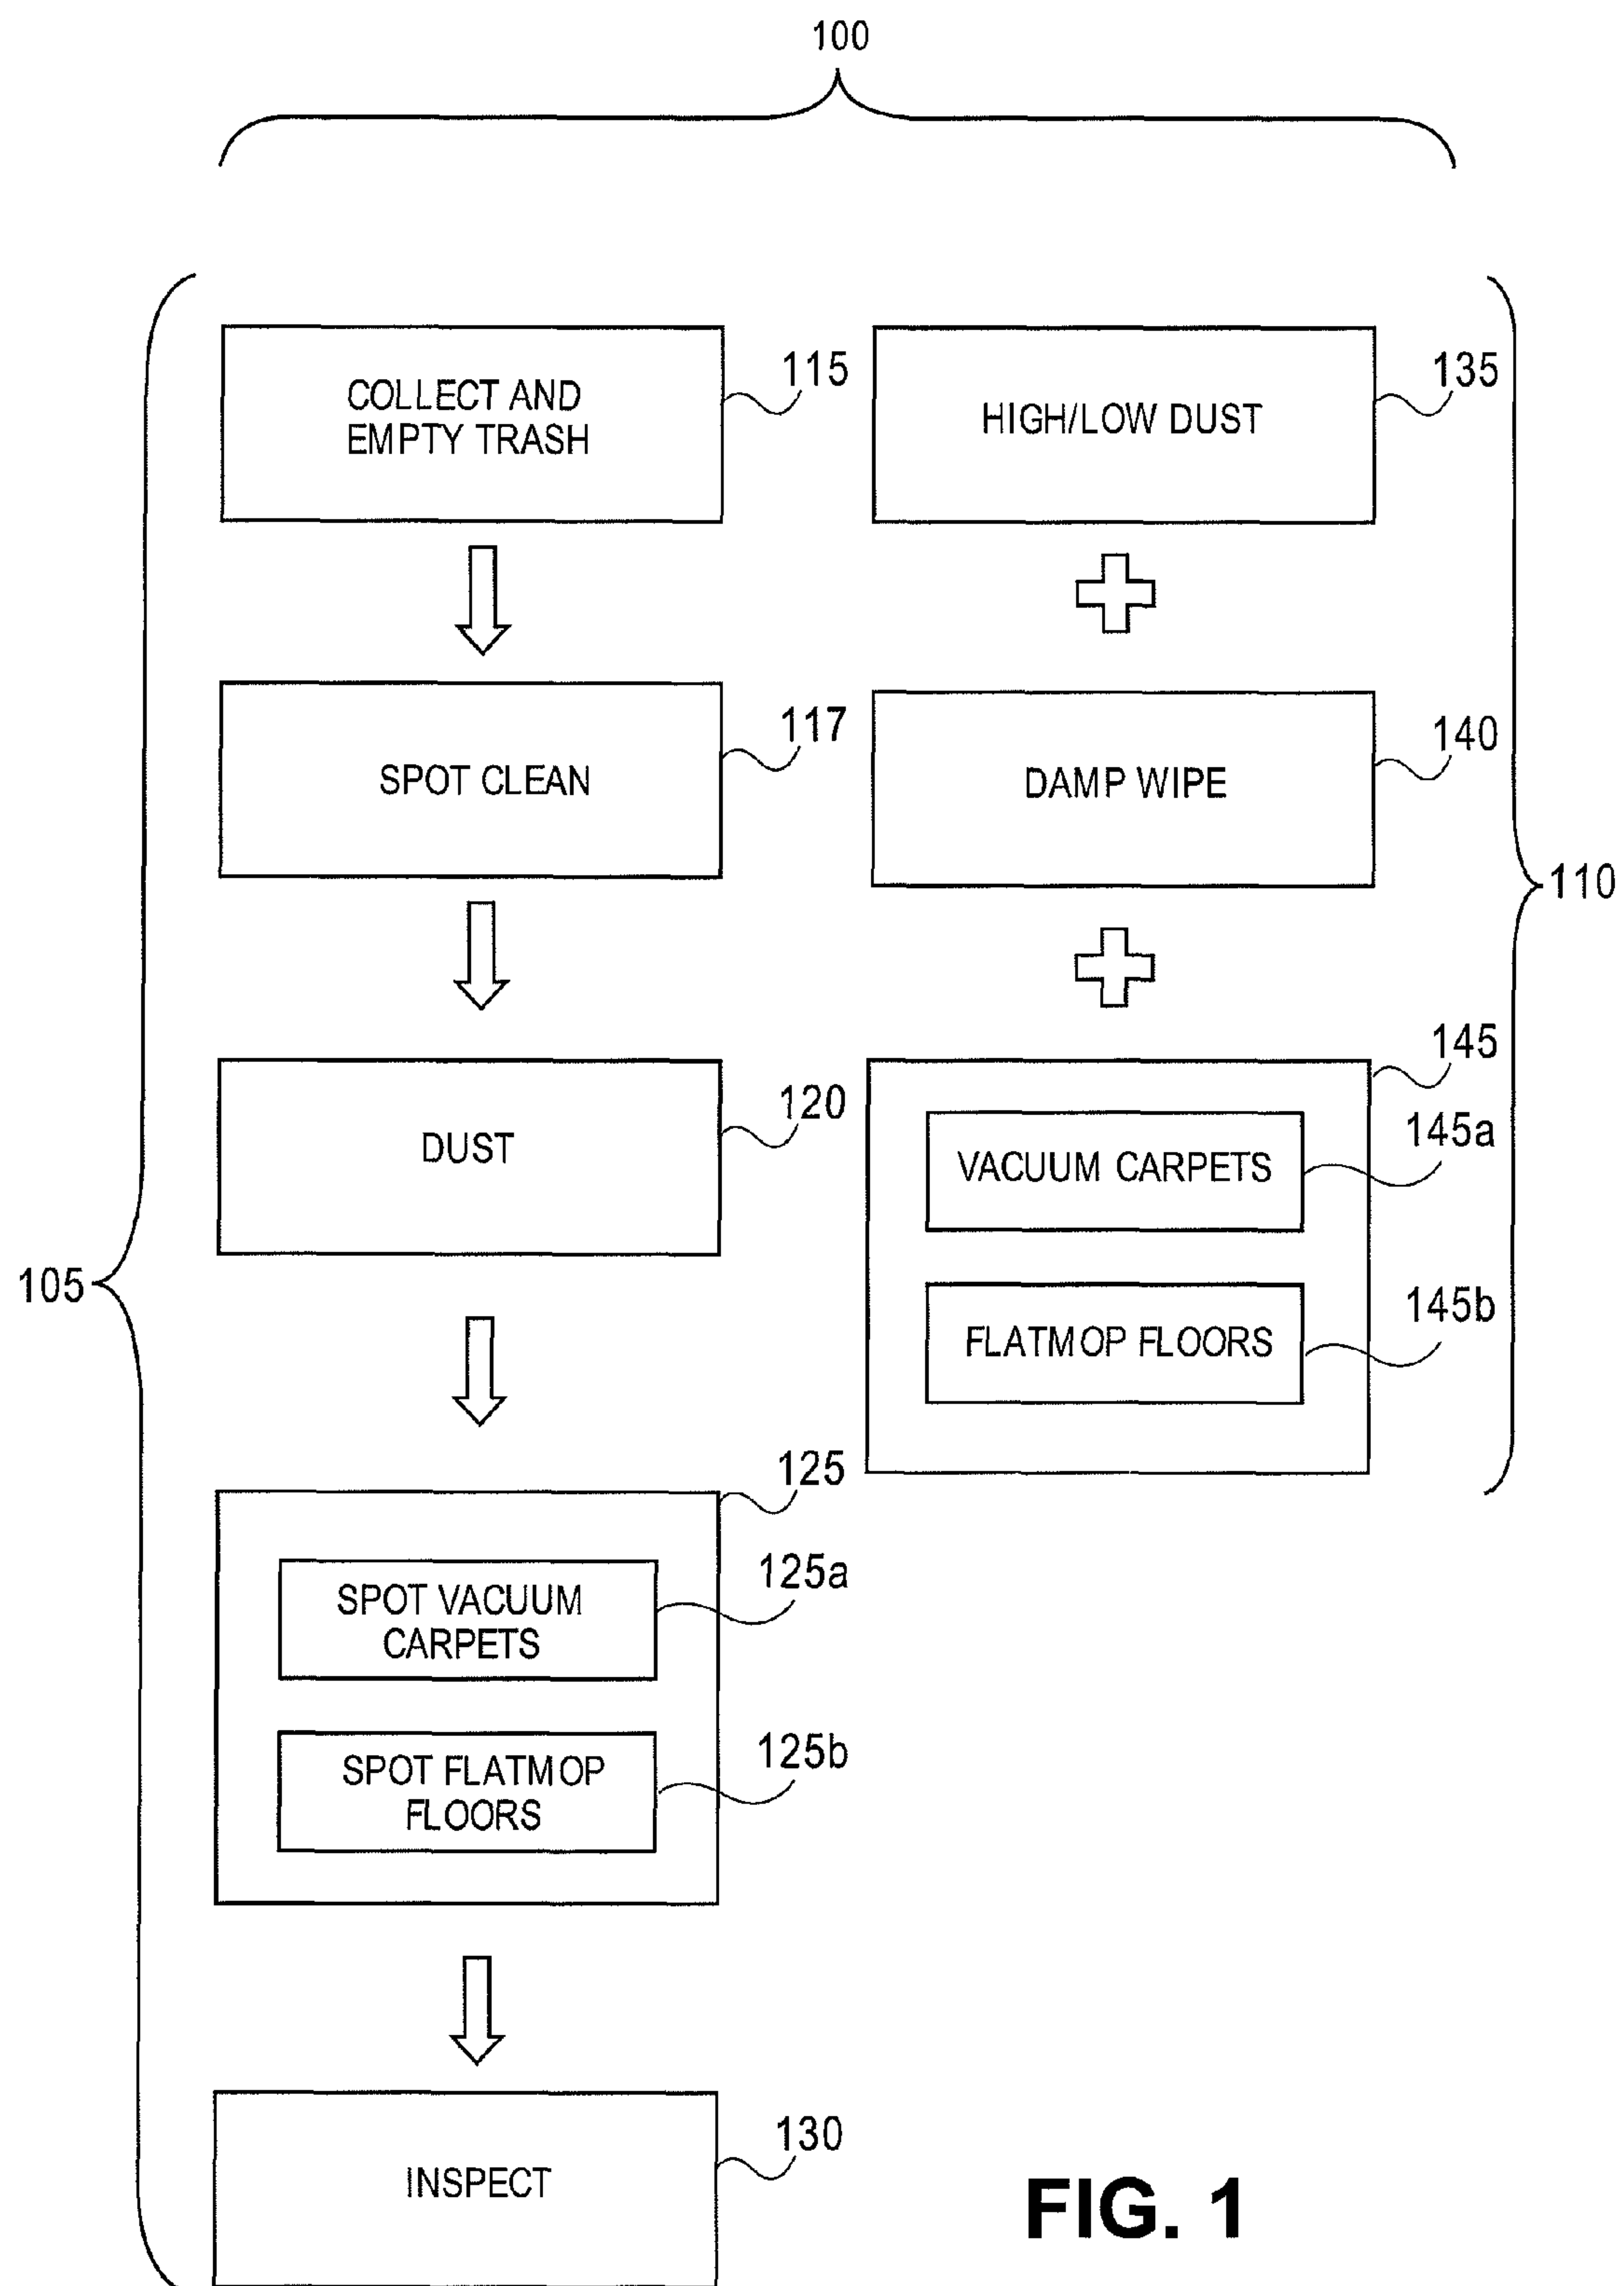 100
COLLECT AND
EMPTY TRASH
115
HIGH/LOW DUST
135
SPOT CLEAN
117
DAMP WIPE
140
110
DUST
120
145
VACUUM CARPETS
145a
FLATMOP FLOORS
145b
105
125
SPOT VACUUM
CARPETS
125a
SPOT FLATMOP
FLOORS
125b
INSPECT
130
FIG. 1